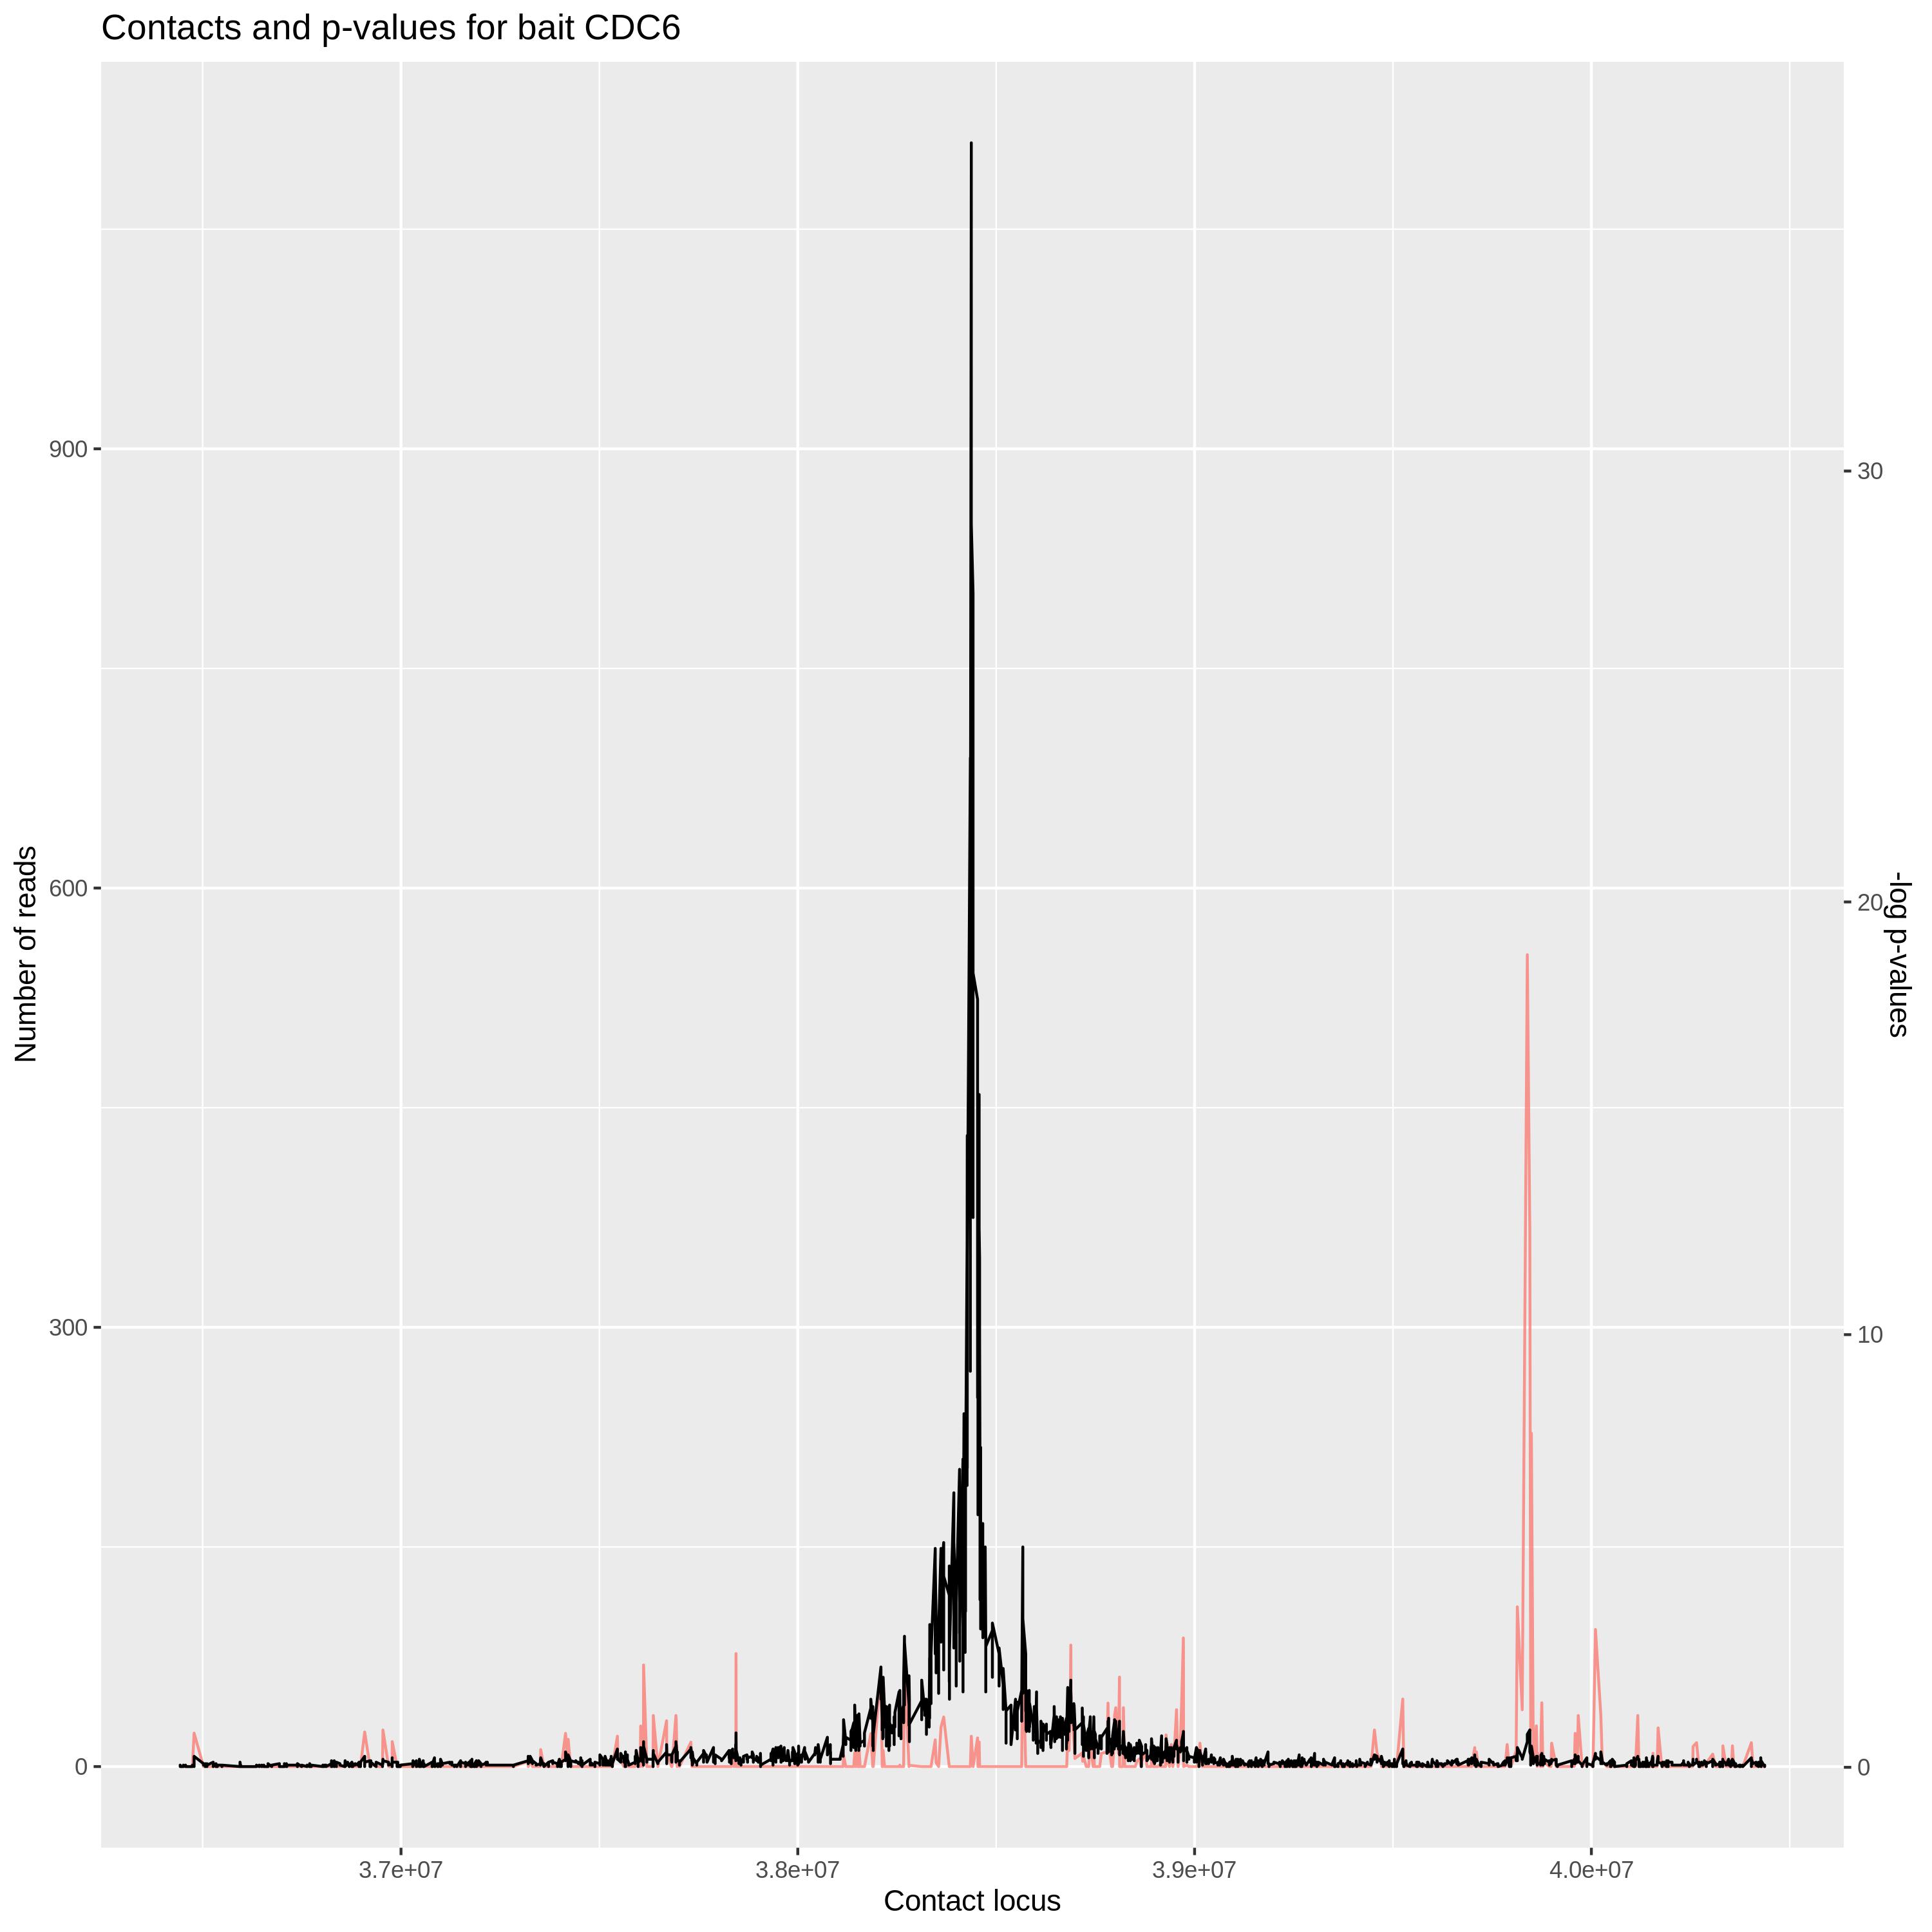 Contacts and p-values for bait CDC6
900
600
300
0
Number of reads
30
20
10
0
-log p-values
3.7e+07
3.8e+07
3.9e+07
4.0e+07
Contact locus